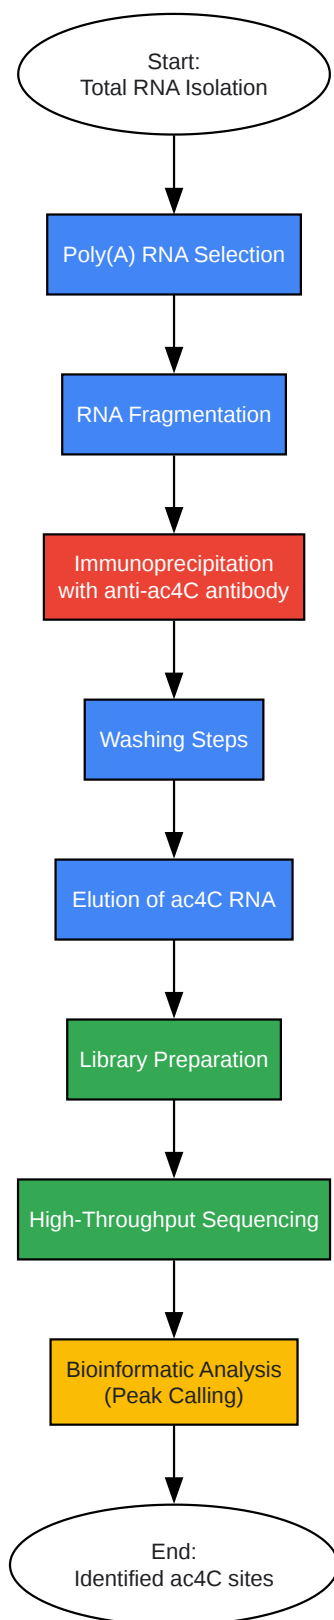 Start:
Total RNA Isolation
Poly(A) RNA Selection
RNA Fragmentation
Immunoprecipitation
with anti-ac4C antibody
Washing Steps
Elution of ac4C RNA
Library Preparation
High-Throughput Sequencing
Bioinformatic Analysis
(Peak Calling)
End:
Identified ac4C sites